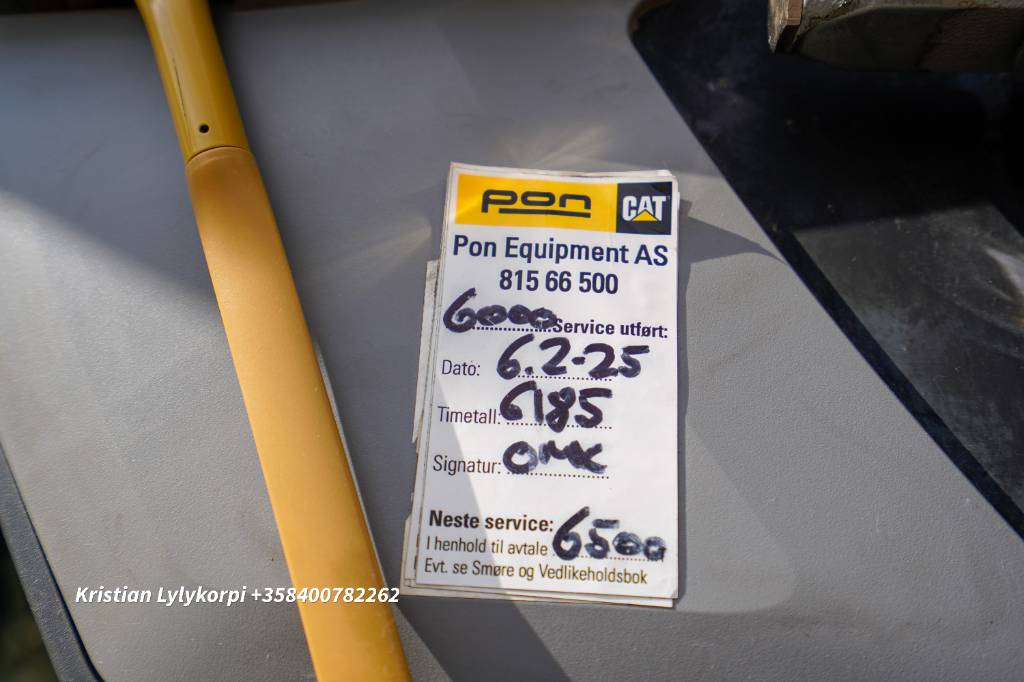 pon CAT
Pon Equipment AS
815 66 500
6000 Service utført:
Dato: 6.2-25
Timetall: 6185
Signatur: OMK
Neste service: 6500
I henhold til avtale
Evt. se Smøre og Vedlikeholdsbok
Kristian Lylykorpi +358400782262